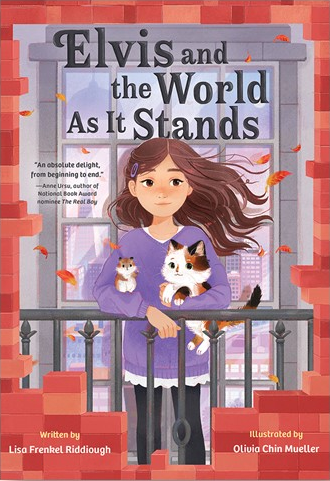 Elvis and
the World
As It Stands
"An absolute delight,
from beginning to end."
—Anne Ursu, author of
National Book Award
nominee The Real Boy
Written by
Lisa Frenkel Riddiough
Illustrated by
Olivia Chin Mueller